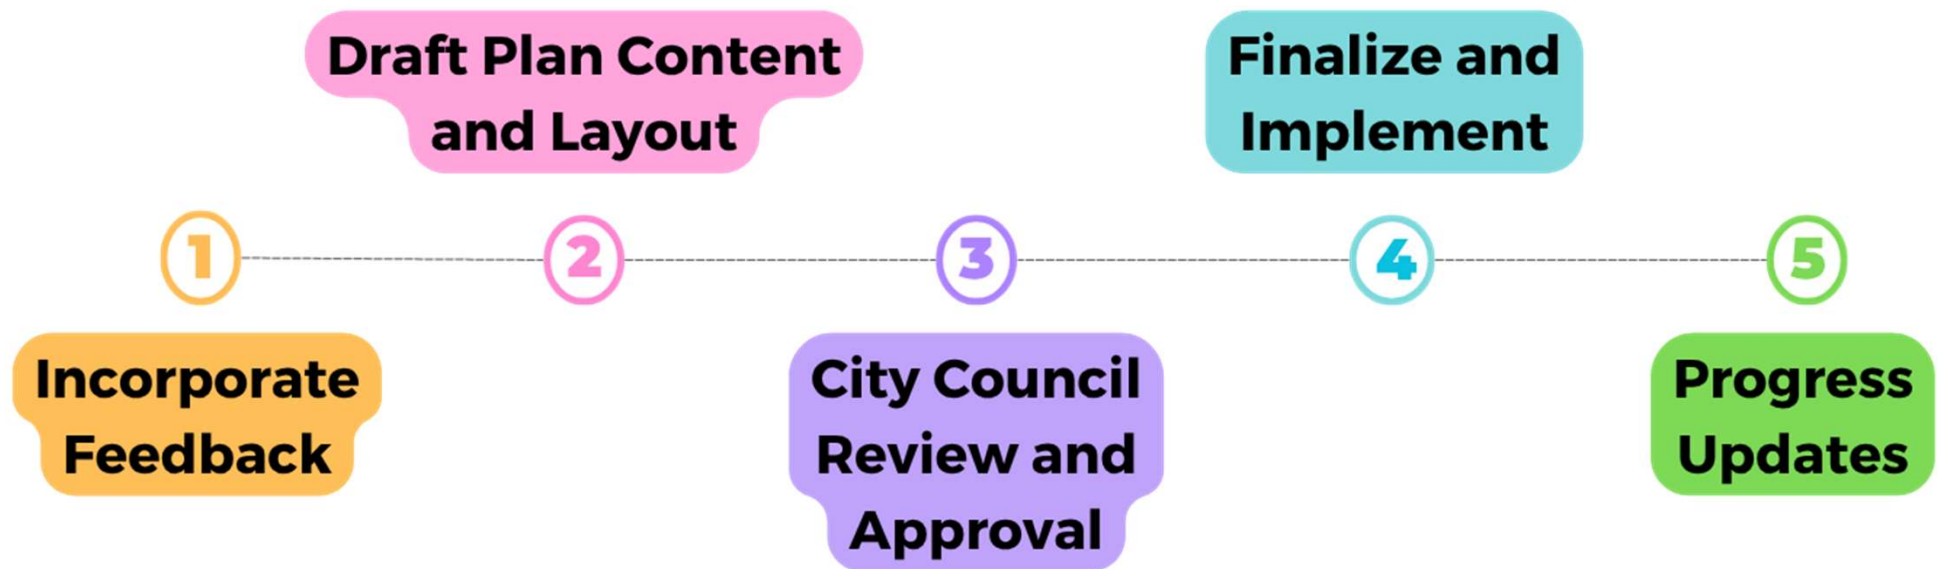 Draft Plan Content
and Layout
Finalize and
Implement
1
2
3
4
5
Incorporate
Feedback
City Council
Review and
Approval
Progress
Updates